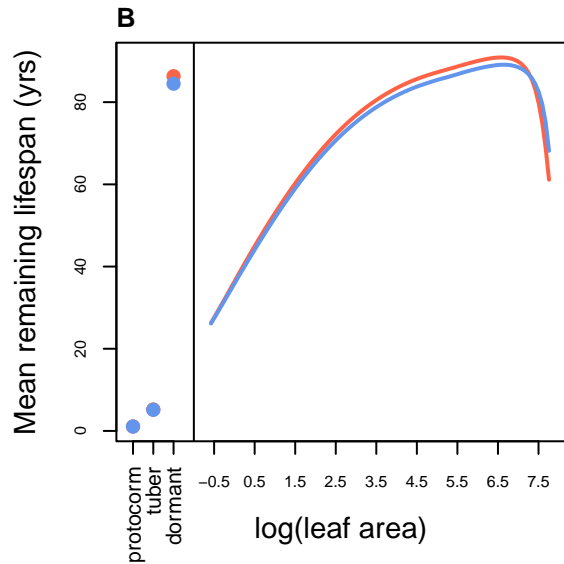 B
Mean remaining lifespan (yrs)
80
60
40
20
0
protocorm
tuber
dormant
−0.5 0.5 1.5 2.5 3.5 4.5 5.5 6.5 7.5
log(leaf area)